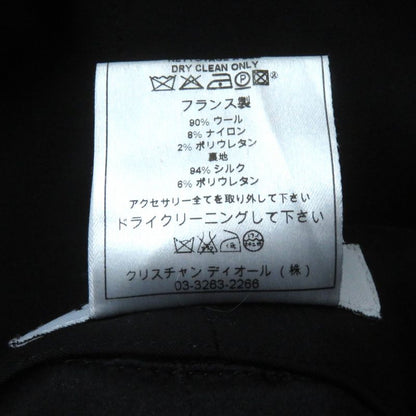 DRY CLEAN ONLY
フランス製
90% ウール
8% ナイロン
2% ポリウレタン
裏地
94% シルク
6% ポリウレタン
アクセサリー全てを取り外して下さい
ドライクリーニングして下さい
クリスチャン ディオール (株)
03-3263-2266